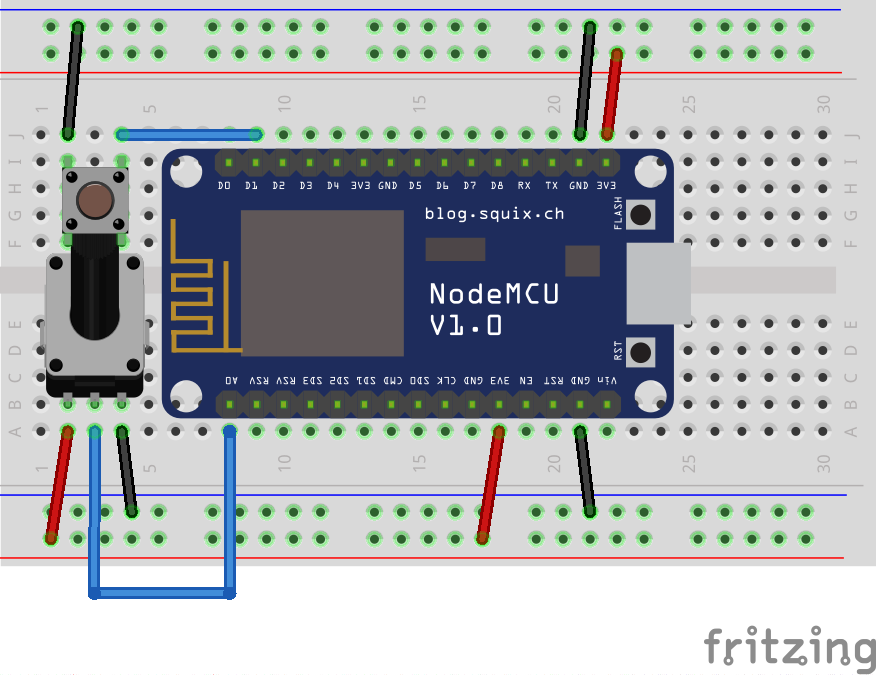 1 5 10 15 20 25 30
J J
I I
H H
G G
F F
D0 D1 D2 D3 D4 3V3 GND D5 D6 D7 D8 RX TX GND 3V3
FLASH
blog.squix.ch
NodeMCU
V1.0
RST
E E
D D
C C
B B
A A
A0 RSV RSV SD3 SD2 SD1 CMD SD0 CLK GND 3V3 EN RST GND Vin
1 5 10 15 20 25 30
fritzing